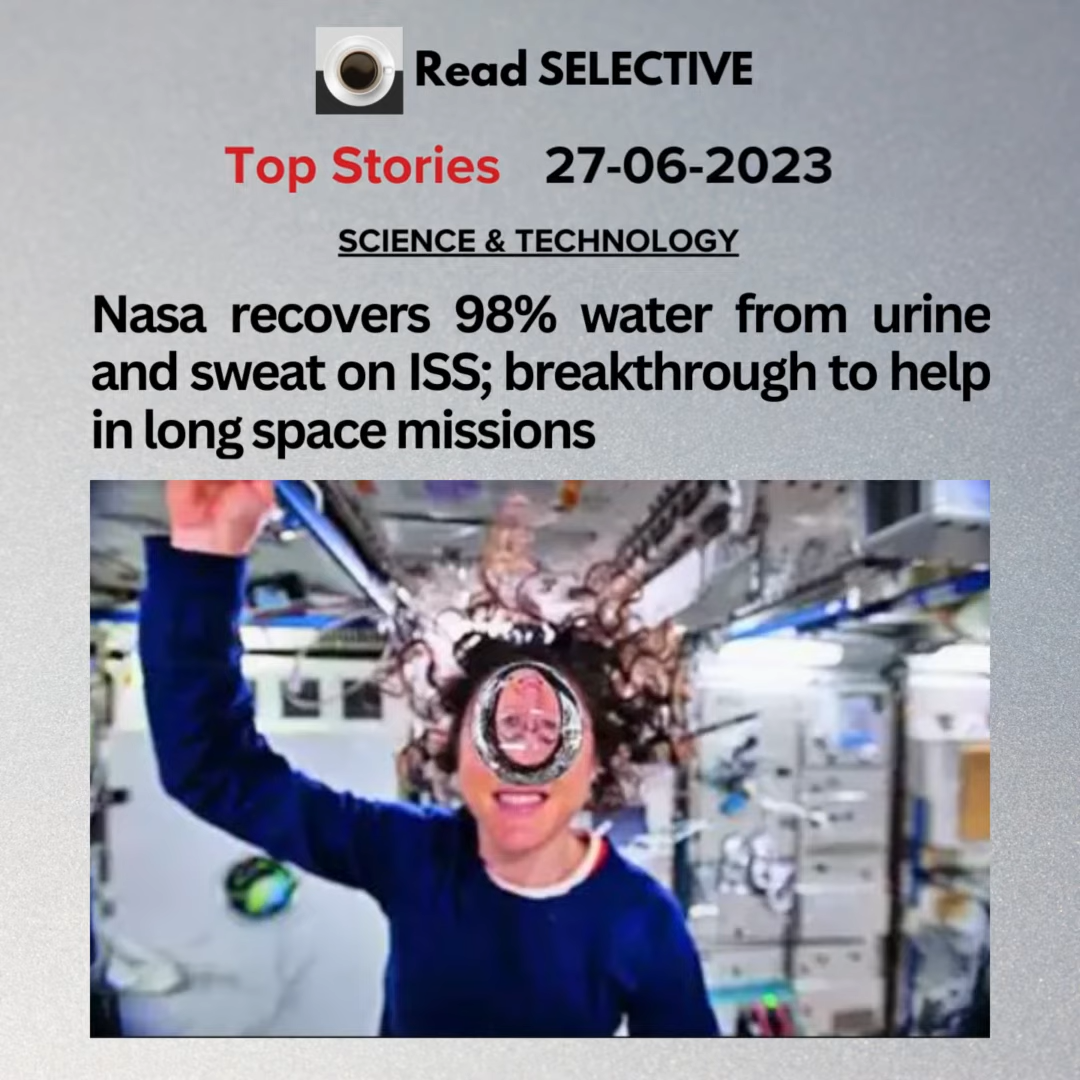 Read SELECTIVE
Top Stories 27-06-2023
SCIENCE & TECHNOLOGY
Nasa recovers 98% water from urine
and sweat on ISS; breakthrough to help
in long space missions